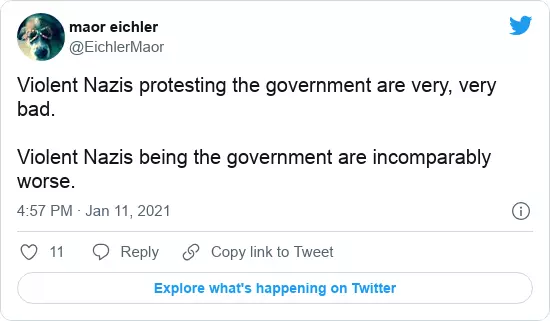 maor eichler
@EichlerMaor
Violent Nazis protesting the government are very, very
bad.
Violent Nazis being the government are incomparably
worse.
4:57 PM · Jan 11, 2021
11 Reply Copy link to Tweet
Explore what's happening on Twitter